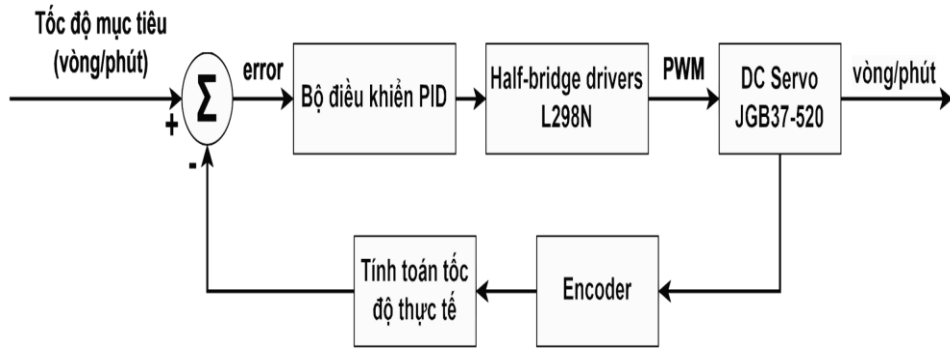 Tốc độ mục tiêu
(vòng/phút)
+
-
Σ
error
Bộ điều khiển PID
Half-bridge drivers
L298N
PWM
DC Servo
JGB37-520
vòng/phút
Tính toán tốc
độ thực tế
Encoder